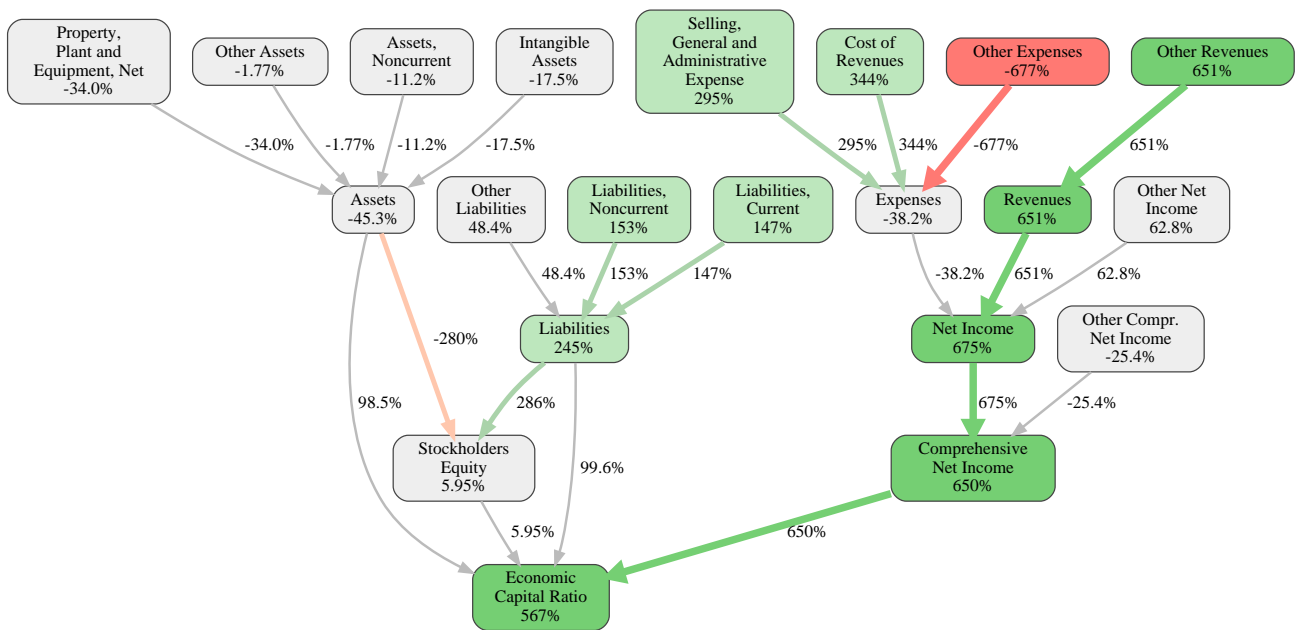 Property,
Plant and
Equipment, Net
-34.0%
Other Assets
-1.77%
Assets,
Noncurrent
-11.2%
Intangible
Assets
-17.5%
Selling,
General and
Administrative
Expense
295%
Cost of
Revenues
344%
Other Expenses
-677%
Other Revenues
651%
-34.0%
-1.77%
-11.2%
-17.5%
295%
344%
-677%
651%
Assets
-45.3%
Other
Liabilities
48.4%
Liabilities,
Noncurrent
153%
Liabilities,
Current
147%
Expenses
-38.2%
Revenues
651%
Other Net
Income
62.8%
48.4%
153%
147%
-38.2%
651%
62.8%
-280%
Liabilities
245%
Net Income
675%
Other Compr.
Net Income
-25.4%
98.5%
286%
675%
-25.4%
Stockholders
Equity
5.95%
99.6%
Comprehensive
Net Income
650%
5.95%
650%
Economic
Capital Ratio
567%